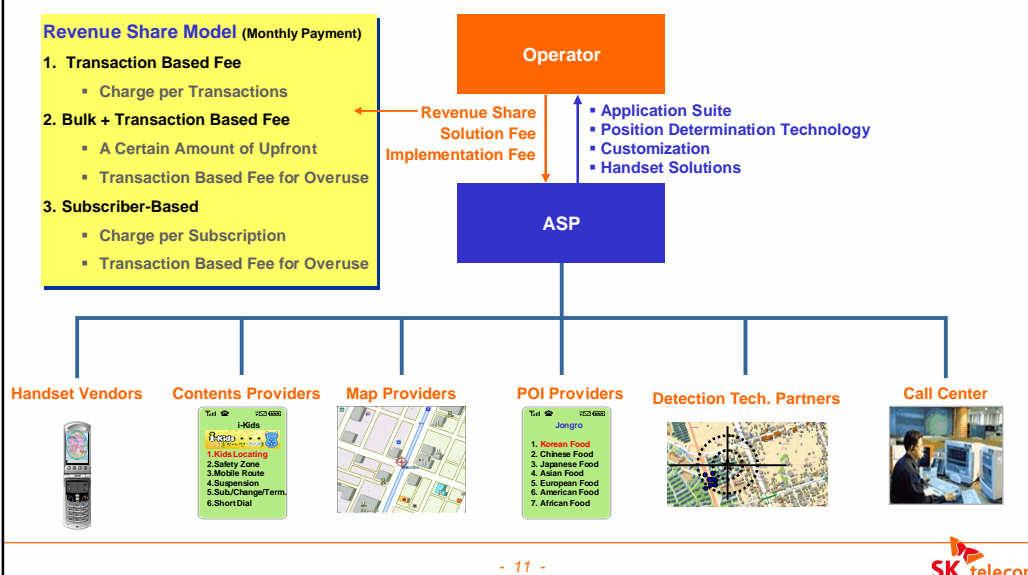 Revenue Share Model (Monthly Payment)
1. Transaction Based Fee
▪ Charge per Transactions
2. Bulk + Transaction Based Fee
▪ A Certain Amount of Upfront
▪ Transaction Based Fee for Overuse
3. Subscriber-Based
▪ Charge per Subscription
▪ Transaction Based Fee for Overuse
Operator
Revenue Share
Solution Fee
Implementation Fee
▪ Application Suite
▪ Position Determination Technology
▪ Customization
▪ Handset Solutions
ASP
Handset Vendors
Contents Providers
i-Kids
i-Kids
1.Kids Locating
2.Safety Zone
3.Mobile Route
4.Suspension
5.Sub./Change/Term.
6.Short Dial
Map Providers
POI Providers
Jongro
1. Korean Food
2. Chinese Food
3. Japanese Food
4. Asian Food
5. European Food
6. American Food
7. African Food
Detection Tech. Partners
Call Center
- 11 -
SK telecom